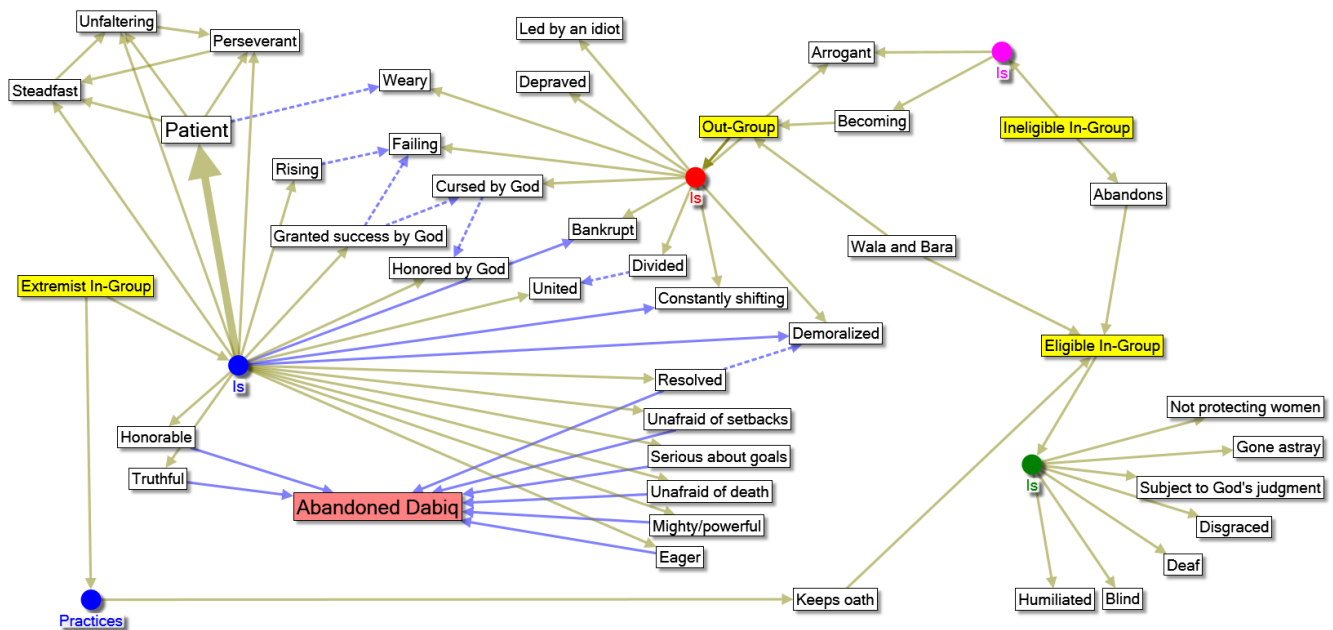 Unfaltering
Led by an idiot
Perseverant
Arrogant
Is
Weary
Depraved
Steadfast
Patient
Out-Group
Becoming
Ineligible In-Group
Failing
Rising
Cursed by God
Is
Abandons
Granted success by God
Bankrupt
Wala and Bara
Honored by God
Divided
Extremist In-Group
United
Constantly shifting
Demoralized
Eligible In-Group
Is
Resolved
Not protecting women
Unafraid of setbacks
Honorable
Gone astray
Serious about goals
Truthful
Is
Subject to God's judgment
Unafraid of death
Abandoned Dabiq
Mighty/powerful
Disgraced
Eager
Deaf
Keeps oath
Humiliated
Blind
Practices